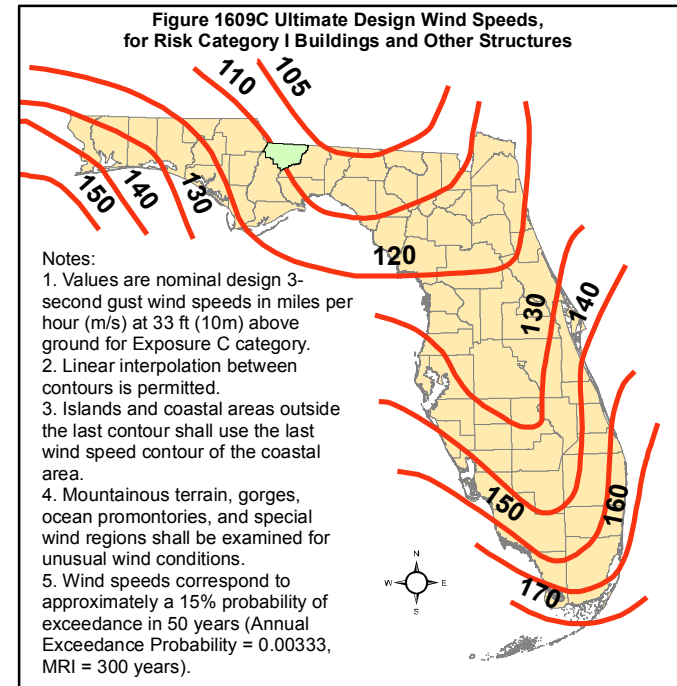 Figure 1609C Ultimate Design Wind Speeds,
for Risk Category I Buildings and Other Structures
110
105
150
140
130
120
Notes:
1. Values are nominal design 3-
second gust wind speeds in miles per
hour (m/s) at 33 ft (10m) above
ground for Exposure C category.
2. Linear interpolation between
contours is permitted.
3. Islands and coastal areas outside
the last contour shall use the last
wind speed contour of the coastal
area.
4. Mountainous terrain, gorges,
ocean promontories, and special
wind regions shall be examined for
unusual wind conditions.
5. Wind speeds correspond to
approximately a 15% probability of
exceedance in 50 years (Annual
Exceedance Probability = 0.00333,
MRI = 300 years).
130
140
150
160
170
N
W
E
S